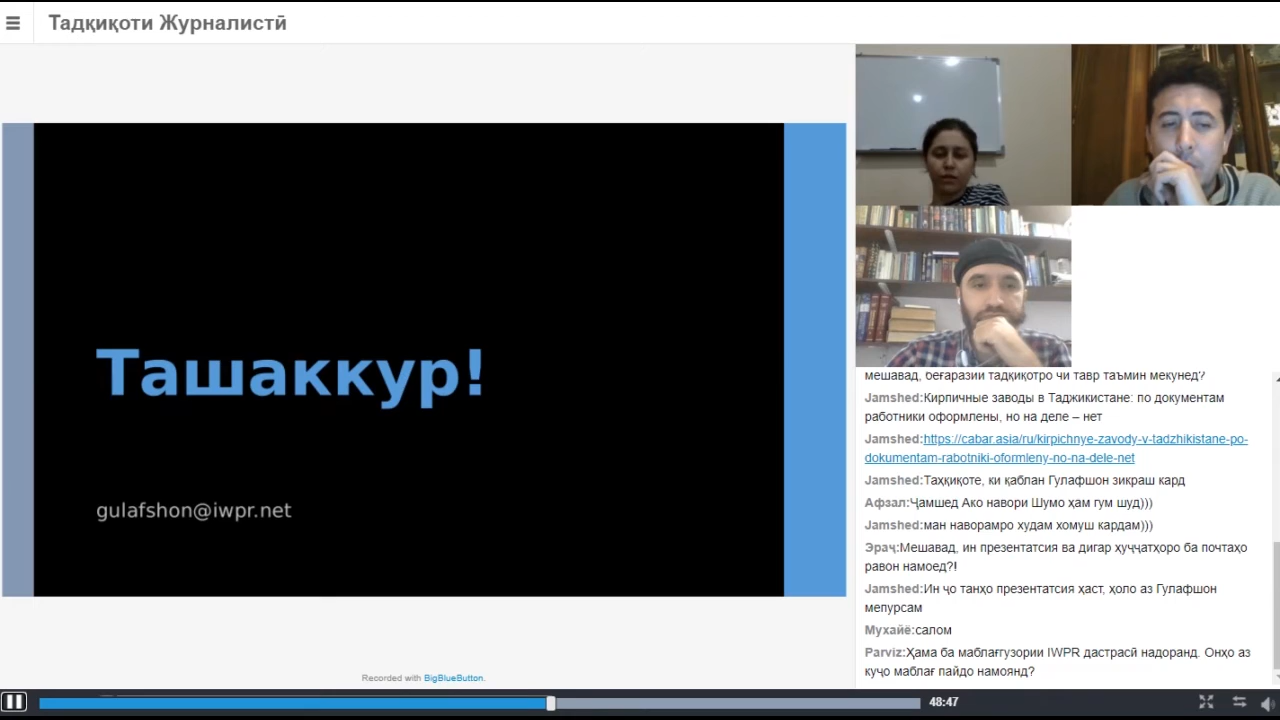 Тадқиқоти Журналистӣ
Ташаккур!
gulafshon@iwpr.net
мешавад, беғаразии тадқиқотро чи тавр таъмин мекунед?
Jamshed:Кирпичные заводы в Таджикистане: по документам
работники оформлены, но на деле – нет
Jamshed:https://cabar.asia/ru/kirpichnye-zavody-v-tadzhikistane-po-
dokumentam-rabotniki-oformleny-no-na-dele-net
Jamshed:Таҳқиқоте, ки қаблан Гулафшон зикраш кард
Афзал:Ҷамшед Ако навори Шумо ҳам гум шуд)))
Jamshed:ман наворамро худам хомуш кардам)))
Эраҷ:Мешавад, ин презентатсия ва дигар ҳуҷҷатҳоро ба почтаҳо
равон намоед?!
Jamshed:Ин ҷо танҳо презентатсия ҳаст, ҳоло аз Гулафшон
мепурсам
Мухайё:салом
Parviz:Ҳама ба маблағгузории IWPR дастрасӣ надоранд. Онҳо аз
куҷо маблағ пайдо намоянд?
Recorded with BigBlueButton.
48:47